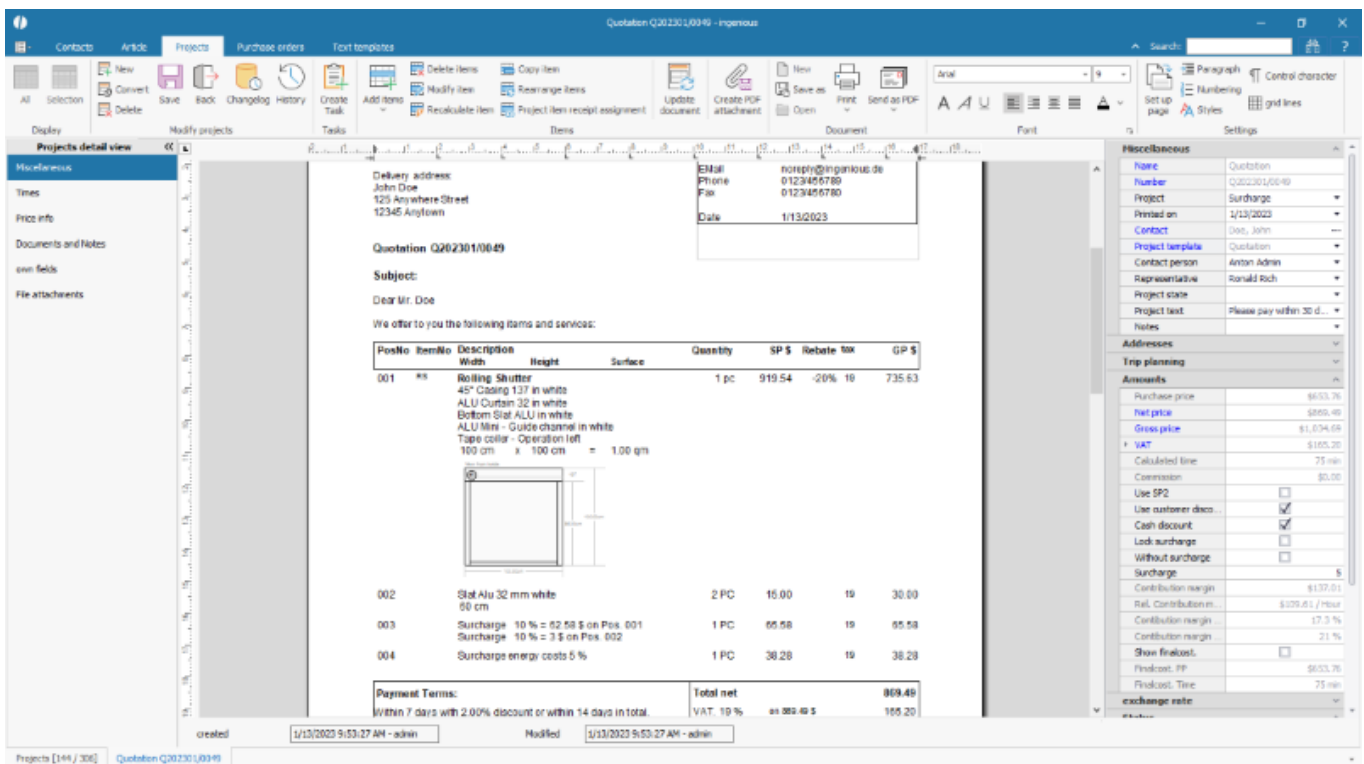 Quotation Q202301/0049 - ingenious
Contacts Article Projects Purchase orders Text templates
Search: ?
All Selection
New
Convert
Delete
Save Back Changelog History
Create Task
Add items
Delete items
Modify item
Recalculate item
Copy item
Rearrange items
Project item receipt assignment
Update document
Create PDF attachment
New
Save as
Open
Print Send as PDF
Arial 9
A A U A
Set up page
Paragraph
Numbering
Styles
Control character
grid lines
Display Modify projects Tasks Items Document Font Settings
Projects detail view
Miscellaneous
Times
Price info
Documents and Notes
own fields
File attachments
Delivery address:
John Doe
125 Anywhere Street
12345 Anytown
EMail noreply@ingenious.de
Phone 0123/456789
Fax 0123/456780
Date 1/13/2023
Quotation Q202301/0049
Subject:
Dear Mr. Doe
We offer to you the following items and services:
PosNo ItemNo Description Quantity SP $ Rebate tax GP $
Width Height Surface
001 RS Rolling Shutter 1 pc 919.54 -20% 19 735.63
45° Casing 137 in white
ALU Curtain 32 in white
Bottom Slat ALU in white
ALU Mini - Guide channel in white
Tape coiler - Operation left
100 cm x 100 cm = 1.00 qm
002 Slat Alu 32 mm white 2 PC 15.00 19 30.00
60 cm
003 Surcharge 10 % = 62.58 $ on Pos. 001 1 PC 65.58 19 65.58
Surcharge 10 % = 3 $ on Pos. 002
004 Surcharge energy costs 5 % 1 PC 38.28 19 38.28
Payment Terms: Total net 869.49
Within 7 days with 2.00% discount or within 14 days in total. VAT. 19 % on 869.49 $ 165.20
created 1/13/2023 9:53:27 AM - admin Modified 1/13/2023 9:53:27 AM - admin
Miscellaneous
Name Quotation
Number Q202301/0049
Project Surcharge
Printed on 1/13/2023
Contact Doe, John
Project template Quotation
Contact person Anton Admin
Representative Ronald Rich
Project state
Project text Please pay within 30 d...
Notes
Addresses
Trip planning
Amounts
Purchase price $653.76
Net price $869.49
Gross price $1,034.69
VAT $165.20
Calculated time 75 min
Commission $0.00
Use SP2
Use customer disco...
Cash discount
Lock surcharge
Without surcharge
Surcharge 5
Contribution margin $137.01
Rel. Contribution m... $109.61 / Hour
Contibution margin ... 17.3 %
Contibution margin ... 21 %
Show finalcost.
Finalcost. PP $653.76
Finalcost. Time 75 min
exchange rate
Status
Projects [144 / 306] Quotation Q202301/0049